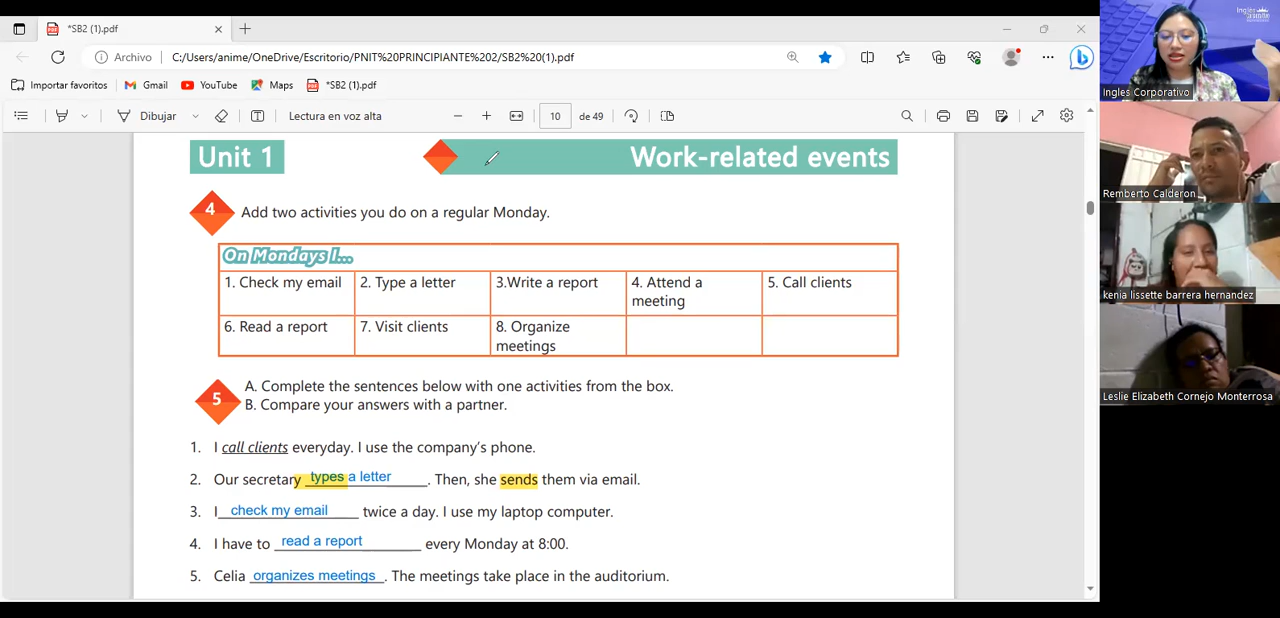 *SB2 (1).pdf
Archivo C:/Users/anime/OneDrive/Escritorio/PNIT%20PRINCIPIANTE%202/SB2%20(1).pdf
Importar favoritos Gmail YouTube Maps *SB2 (1).pdf
Dibujar Lectura en voz alta 10 de 49
Unit 1 Work-related events
4 Add two activities you do on a regular Monday.
On Mondays I...
1. Check my email 2. Type a letter 3.Write a report 4. Attend a meeting 5. Call clients
6. Read a report 7. Visit clients 8. Organize meetings
5 A. Complete the sentences below with one activities from the box.
B. Compare your answers with a partner.
1. I call clients everyday. I use the company's phone.
2. Our secretary types a letter. Then, she sends them via email.
3. I check my email twice a day. I use my laptop computer.
4. I have to read a report every Monday at 8:00.
5. Celia organizes meetings. The meetings take place in the auditorium.
Ingles Corporativo
Remberto Calderon
kenia lissette barrera hernandez
Leslie Elizabeth Cornejo Monterrosa